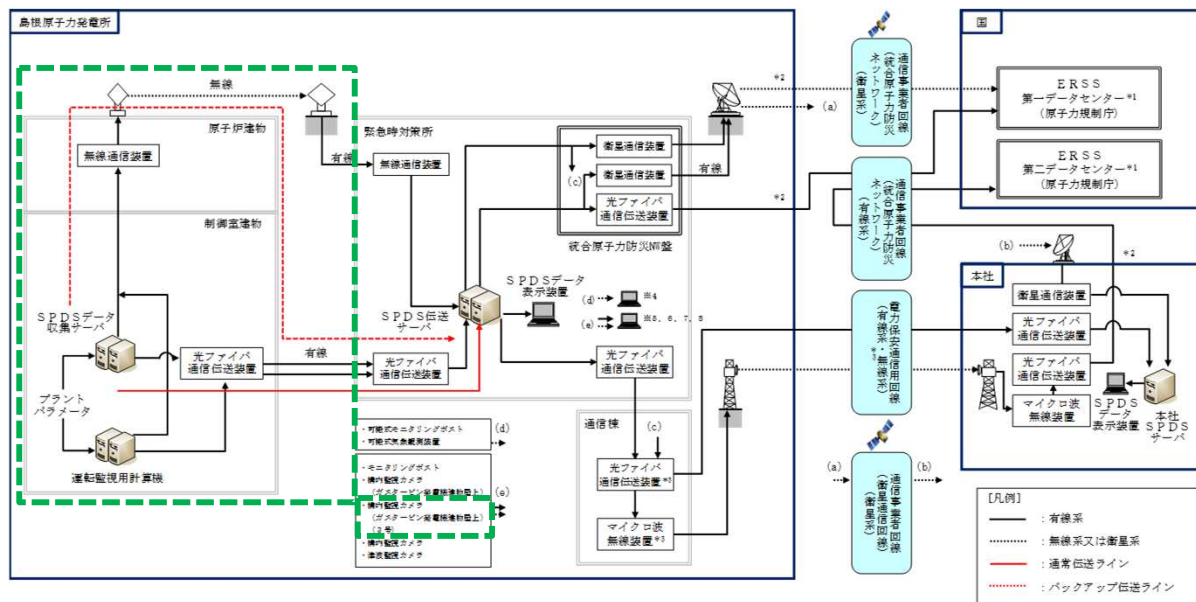 島根原子力発電所
無線
原子炉建物
無線通信装置
制御室建物
SPDSデータ
収集サーバ
プラント
パラメータ
運転監視用計算機
光ファイバ
通信伝送装置
有線
緊急時対策所
有線
無線通信装置
SPDS伝送
サーバ
光ファイバ
通信伝送装置
衛星通信装置
(c)
衛星通信装置
光ファイバ
通信伝送装置
統合原子力防災NW盤
有線
SPDSデータ
表示装置
(d)
※4
(e)
※5、6、7、8
光ファイバ
通信伝送装置
・可搬式モニタリングポスト
・可搬式気象観測装置
(d)
・モニタリングポスト
・構内監視カメラ
(ガスタービン発電機建物屋上)
・構内監視カメラ
(ガスタービン発電機建物屋上)
(2号)
・構内監視カメラ
・津波監視カメラ
(e)
通信棟
(c)
光ファイバ
通信伝送装置*3
マイクロ波
無線装置*3
*2
(a)
*2
通信事業者回線
(統合原子力防災
ネットワーク)
(衛星系)
通信事業者回線
(統合原子力防災
ネットワーク)
(有線系)
電力保安通信用回線
(有線系・無線系)
*3
(a)
(b)
通信事業者回線
(衛星通信回線)
(衛星系)
国
ERSS
第一データセンター*1
(原子力規制庁)
ERSS
第二データセンター*1
(原子力規制庁)
(b)
*2
本社
衛星通信装置
光ファイバ
通信伝送装置
光ファイバ
通信伝送装置
マイクロ波
無線装置
SPDS
データ
表示装置
本社
SPDS
サーバ
[凡例]
:有線系
:無線系又は衛星系
:通常伝送ライン
:バックアップ伝送ライン